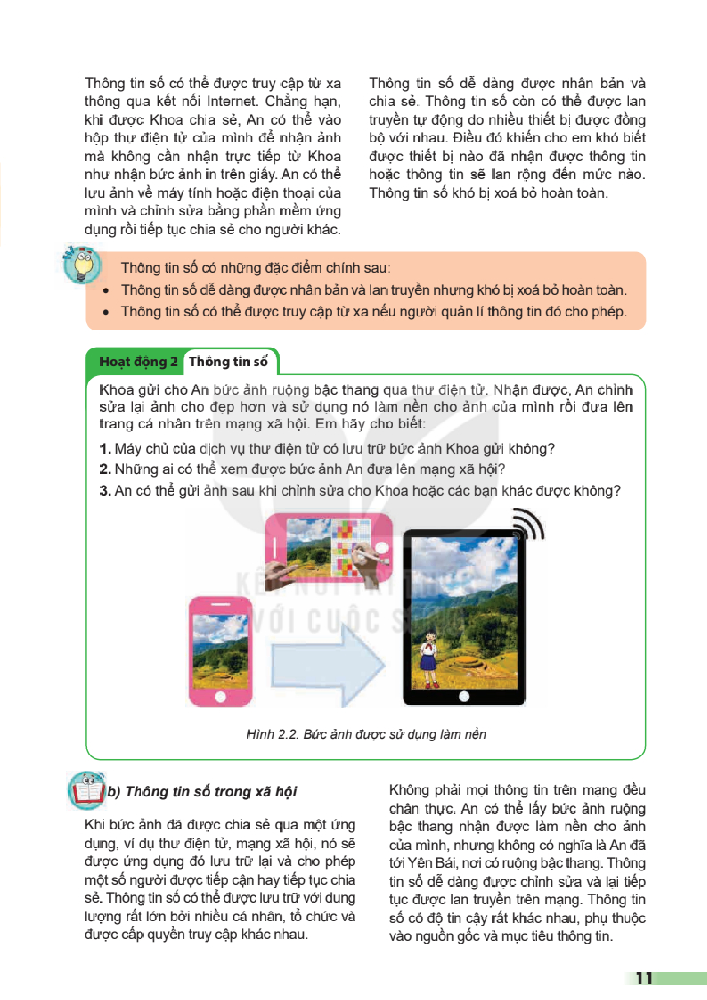 Thông tin số có thể được truy cập từ xa
thông qua kết nối Internet. Chẳng hạn,
khi được Khoa chia sẻ, An có thể vào
hộp thư điện tử của mình để nhận ảnh
mà không cần nhận trực tiếp từ Khoa
như nhận bức ảnh in trên giấy. An có thể
lưu ảnh về máy tính hoặc điện thoại của
mình và chỉnh sửa bằng phần mềm ứng
dụng rồi tiếp tục chia sẻ cho người khác.
Thông tin số dễ dàng được nhân bản và
chia sẻ. Thông tin số còn có thể được lan
truyền tự động do nhiều thiết bị được đồng
bộ với nhau. Điều đó khiến cho em khó biết
được thiết bị nào đã nhận được thông tin
hoặc thông tin sẽ lan rộng đến mức nào.
Thông tin số khó bị xoá bỏ hoàn toàn.
Thông tin số có những đặc điểm chính sau:
• Thông tin số dễ dàng được nhân bản và lan truyền nhưng khó bị xoá bỏ hoàn toàn.
• Thông tin số có thể được truy cập từ xa nếu người quản lí thông tin đó cho phép.
Hoạt động 2 Thông tin số
Khoa gửi cho An bức ảnh ruộng bậc thang qua thư điện tử. Nhận được, An chỉnh
sửa lại ảnh cho đẹp hơn và sử dụng nó làm nền cho ảnh của mình rồi đưa lên
trang cá nhân trên mạng xã hội. Em hãy cho biết:
1. Máy chủ của dịch vụ thư điện tử có lưu trữ bức ảnh Khoa gửi không?
2. Những ai có thể xem được bức ảnh An đưa lên mạng xã hội?
3. An có thể gửi ảnh sau khi chỉnh sửa cho Khoa hoặc các bạn khác được không?
KẾT NỐI TRI THỨC
VỚI CUỘC SỐNG
Hình 2.2. Bức ảnh được sử dụng làm nền
b) Thông tin số trong xã hội
Khi bức ảnh đã được chia sẻ qua một ứng
dụng, ví dụ thư điện tử, mạng xã hội, nó sẽ
được ứng dụng đó lưu trữ lại và cho phép
một số người được tiếp cận hay tiếp tục chia
sẻ. Thông tin số có thể được lưu trữ với dung
lượng rất lớn bởi nhiều cá nhân, tổ chức và
được cấp quyền truy cập khác nhau.
Không phải mọi thông tin trên mạng đều
chân thực. An có thể lấy bức ảnh ruộng
bậc thang nhận được làm nền cho ảnh
của mình, nhưng không có nghĩa là An đã
tới Yên Bái, nơi có ruộng bậc thang. Thông
tin số dễ dàng được chỉnh sửa và lại tiếp
tục được lan truyền trên mạng. Thông tin
số có độ tin cậy rất khác nhau, phụ thuộc
vào nguồn gốc và mục tiêu thông tin.
11